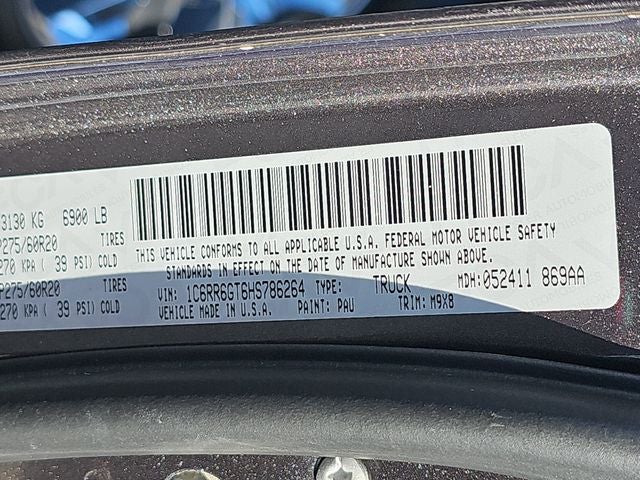 3130 KG 6900 LB
P275/60R20 TIRES
270 KPA ( 39 PSI) COLD
P275/60R20 TIRES
270 KPA ( 39 PSI) COLD
THIS VEHICLE CONFORMS TO ALL APPLICABLE U.S.A. FEDERAL MOTOR VEHICLE SAFETY
STANDARDS IN EFFECT ON THE DATE OF MANUFACTURE SHOWN ABOVE.
VIN: 1C6RR6GT6HS786264 TYPE: TRUCK MDH: 052411 869AA
VEHICLE MADE IN U.S.A. PAINT: PAU TRIM: M9X8